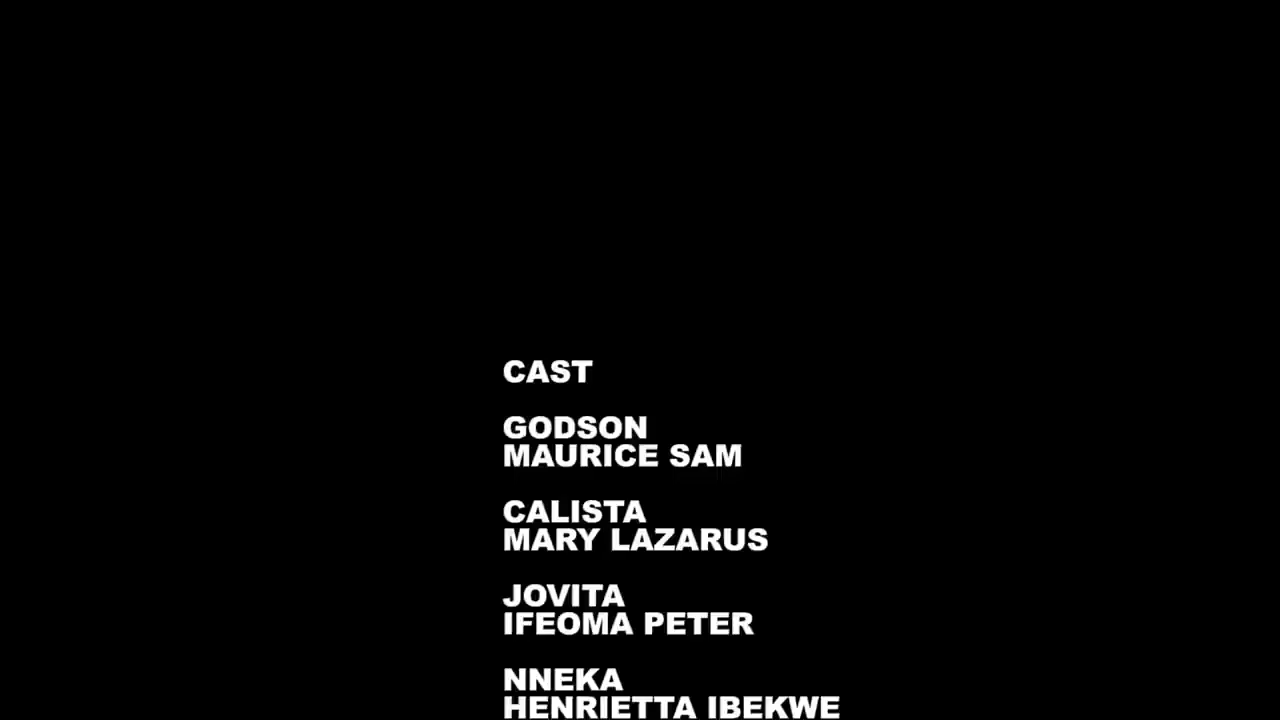 CAST
GODSON
MAURICE SAM
CALISTA
MARY LAZARUS
JOVITA
IFEOMA PETER
NNEKA
HENRIETTA IBEKWE